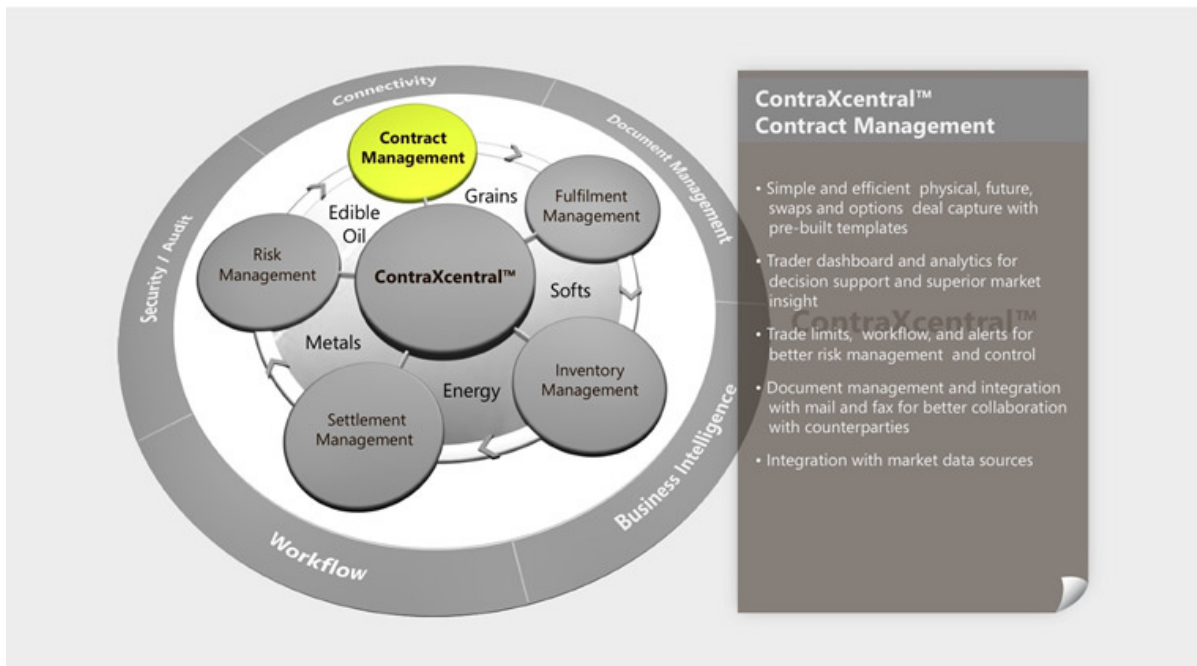 Connectivity
Document Management
Business Intelligence
Workflow
Security / Audit
Contract
Management
Fulfilment
Management
Inventory
Management
Settlement
Management
Risk
Management
ContraXcentral™
Edible
Oil
Grains
Softs
Energy
Metals
ContraXcentral™
Contract Management
• Simple and efficient physical, future,
swaps and options deal capture with
pre-built templates
• Trader dashboard and analytics for
decision support and superior market
insight
ContraXcentral™
• Trade limits, workflow, and alerts for
better risk management and control
• Document management and integration
with mail and fax for better collaboration
with counterparties
• Integration with market data sources